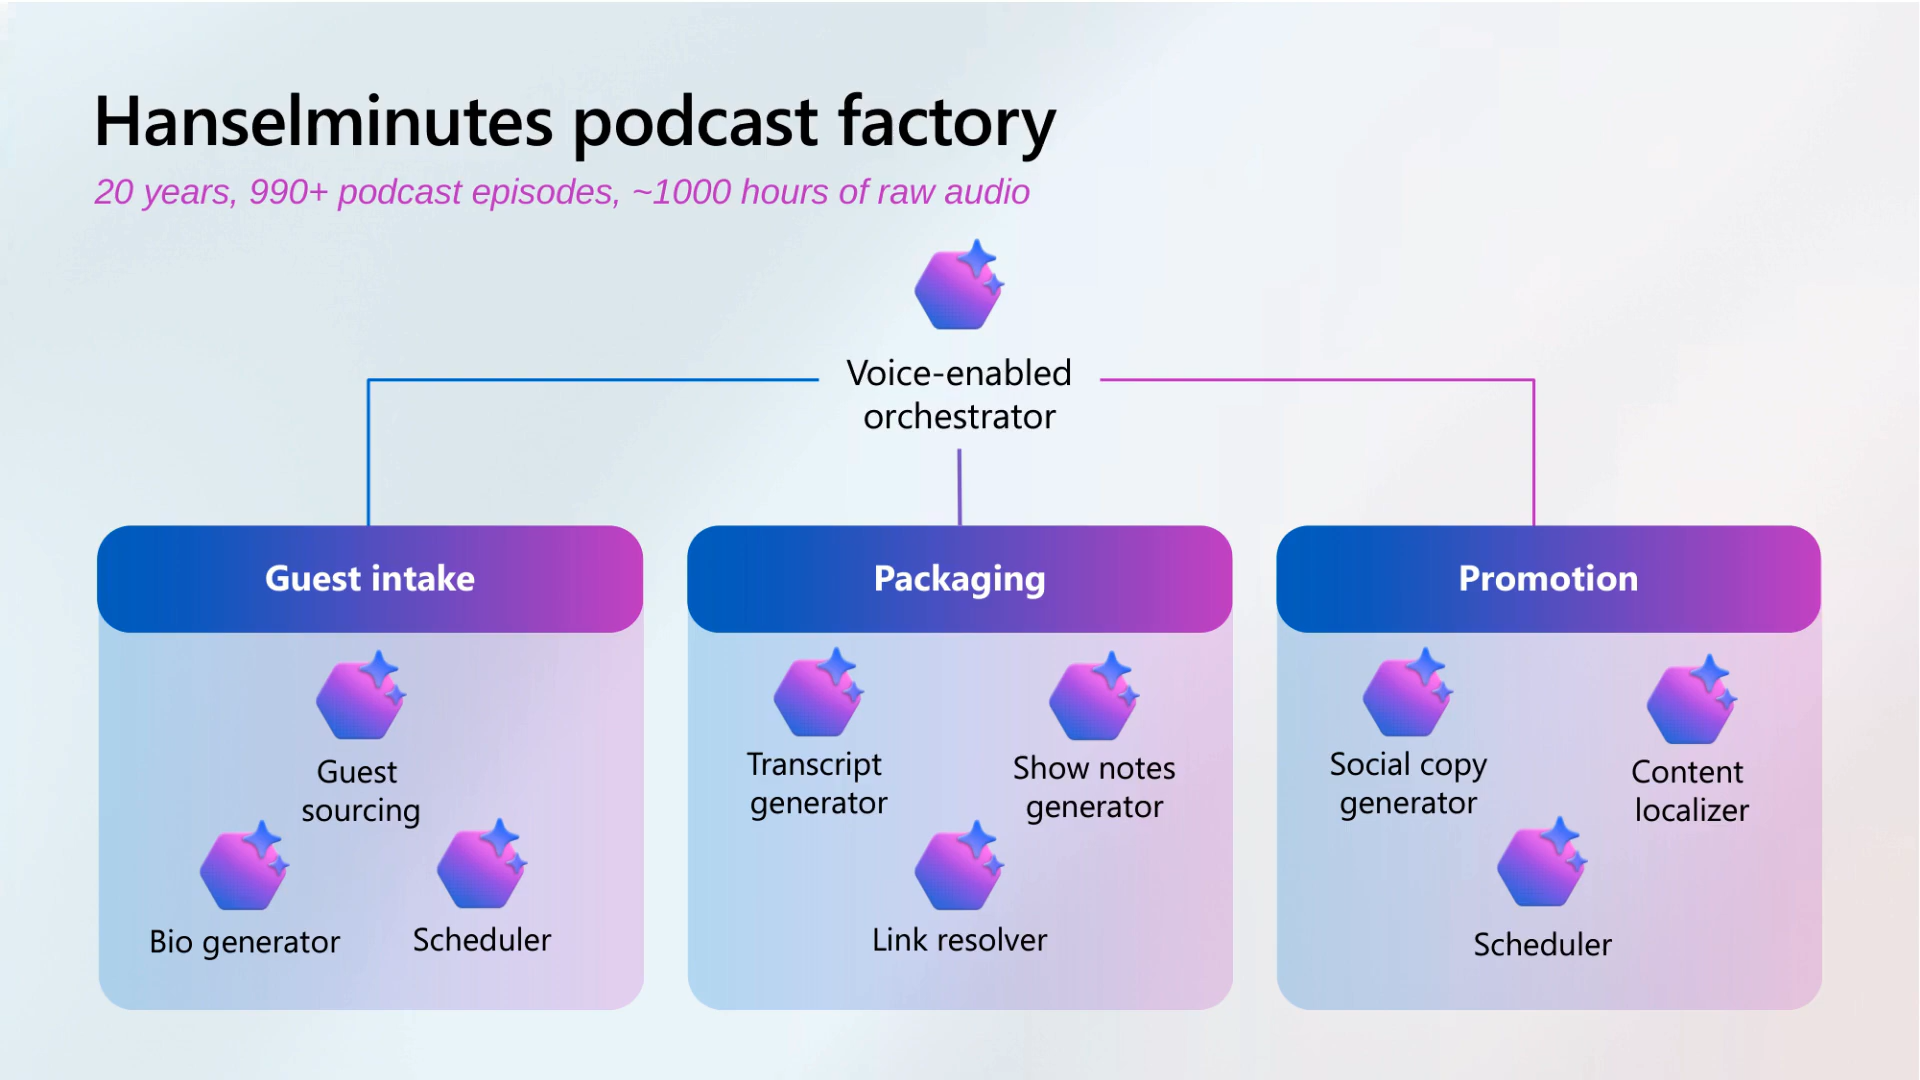 Hanselminutes podcast factory
20 years, 990+ podcast episodes, ~1000 hours of raw audio
Voice-enabled
orchestrator
Guest intake
Guest
sourcing
Bio generator
Scheduler
Packaging
Transcript
generator
Show notes
generator
Link resolver
Promotion
Social copy
generator
Content
localizer
Scheduler